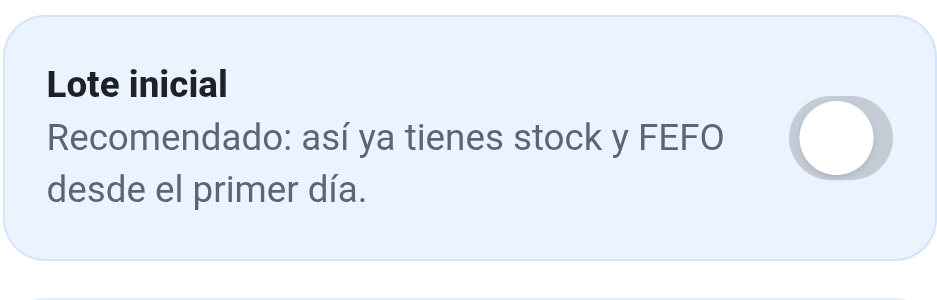 Lote inicial
Recomendado: así ya tienes stock y FEFO
desde el primer día.